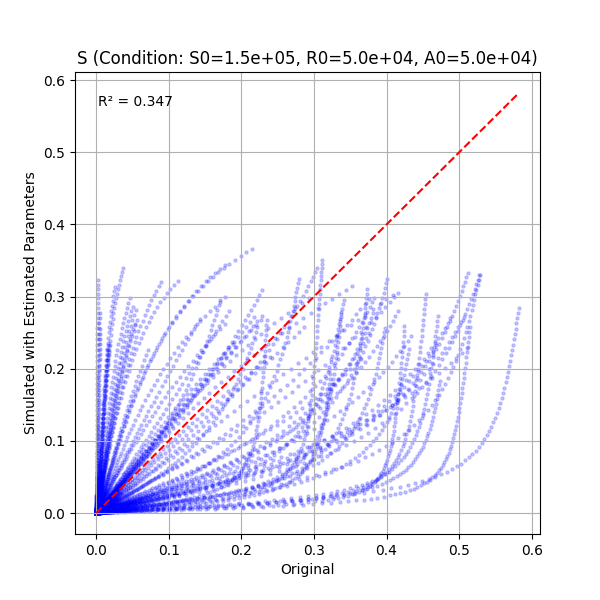 S (Condition: S0=1.5e+05, R0=5.0e+04, A0=5.0e+04)
R² = 0.347
Simulated with Estimated Parameters
0.6
0.5
0.4
0.3
0.2
0.1
0.0
0.0 0.1 0.2 0.3 0.4 0.5 0.6
Original